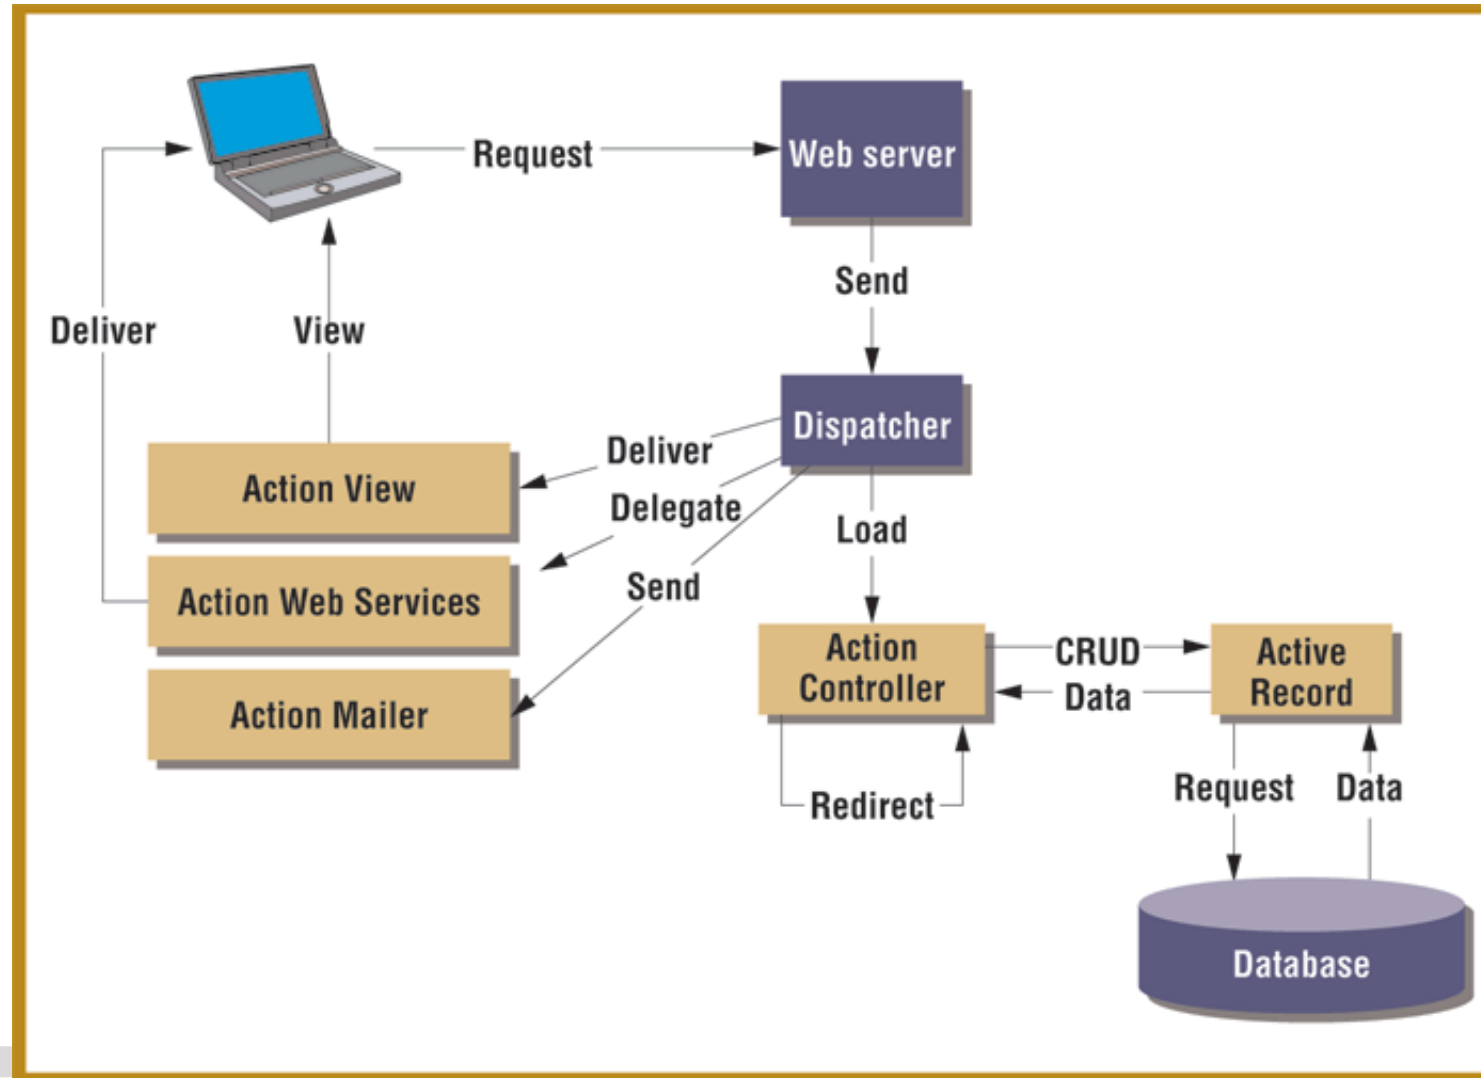 Request
Web server
Send
Deliver
View
Dispatcher
Deliver
Action View
Delegate
Load
Send
Action Web Services
Action
Controller
CRUD
Data
Active
Record
Action Mailer
Redirect
Request
Data
Database